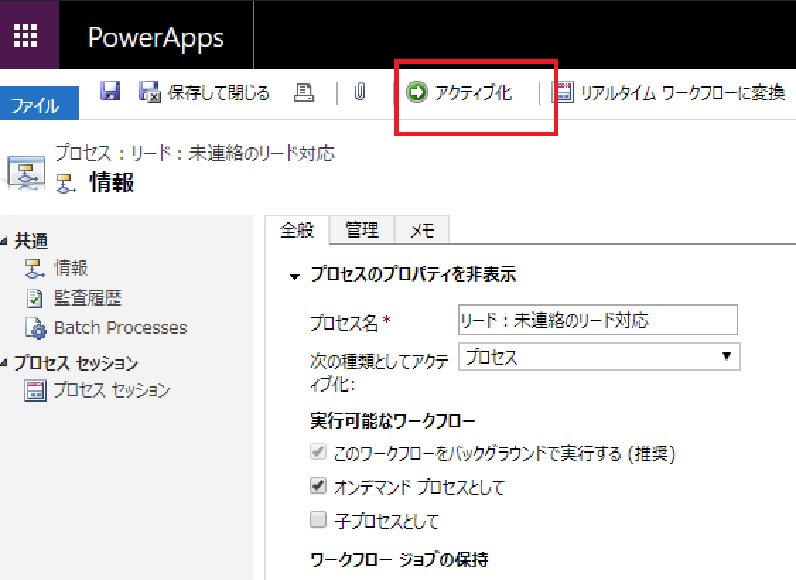 PowerApps
ファイル 保存して閉じる アクティブ化 リアルタイム ワークフローに変換
プロセス : リード : 未連絡のリード対応
情報
共通
情報
監査履歴
Batch Processes
プロセス セッション
プロセス セッション
全般 管理 メモ
プロセスのプロパティを非表示
プロセス名* リード : 未連絡のリード対応
次の種類としてアクテ プロセス
ィブ化:
実行可能なワークフロー
このワークフローをバックグラウンドで実行する (推奨)
オンデマンド プロセスとして
子プロセスとして
ワークフロー ジョブの保持